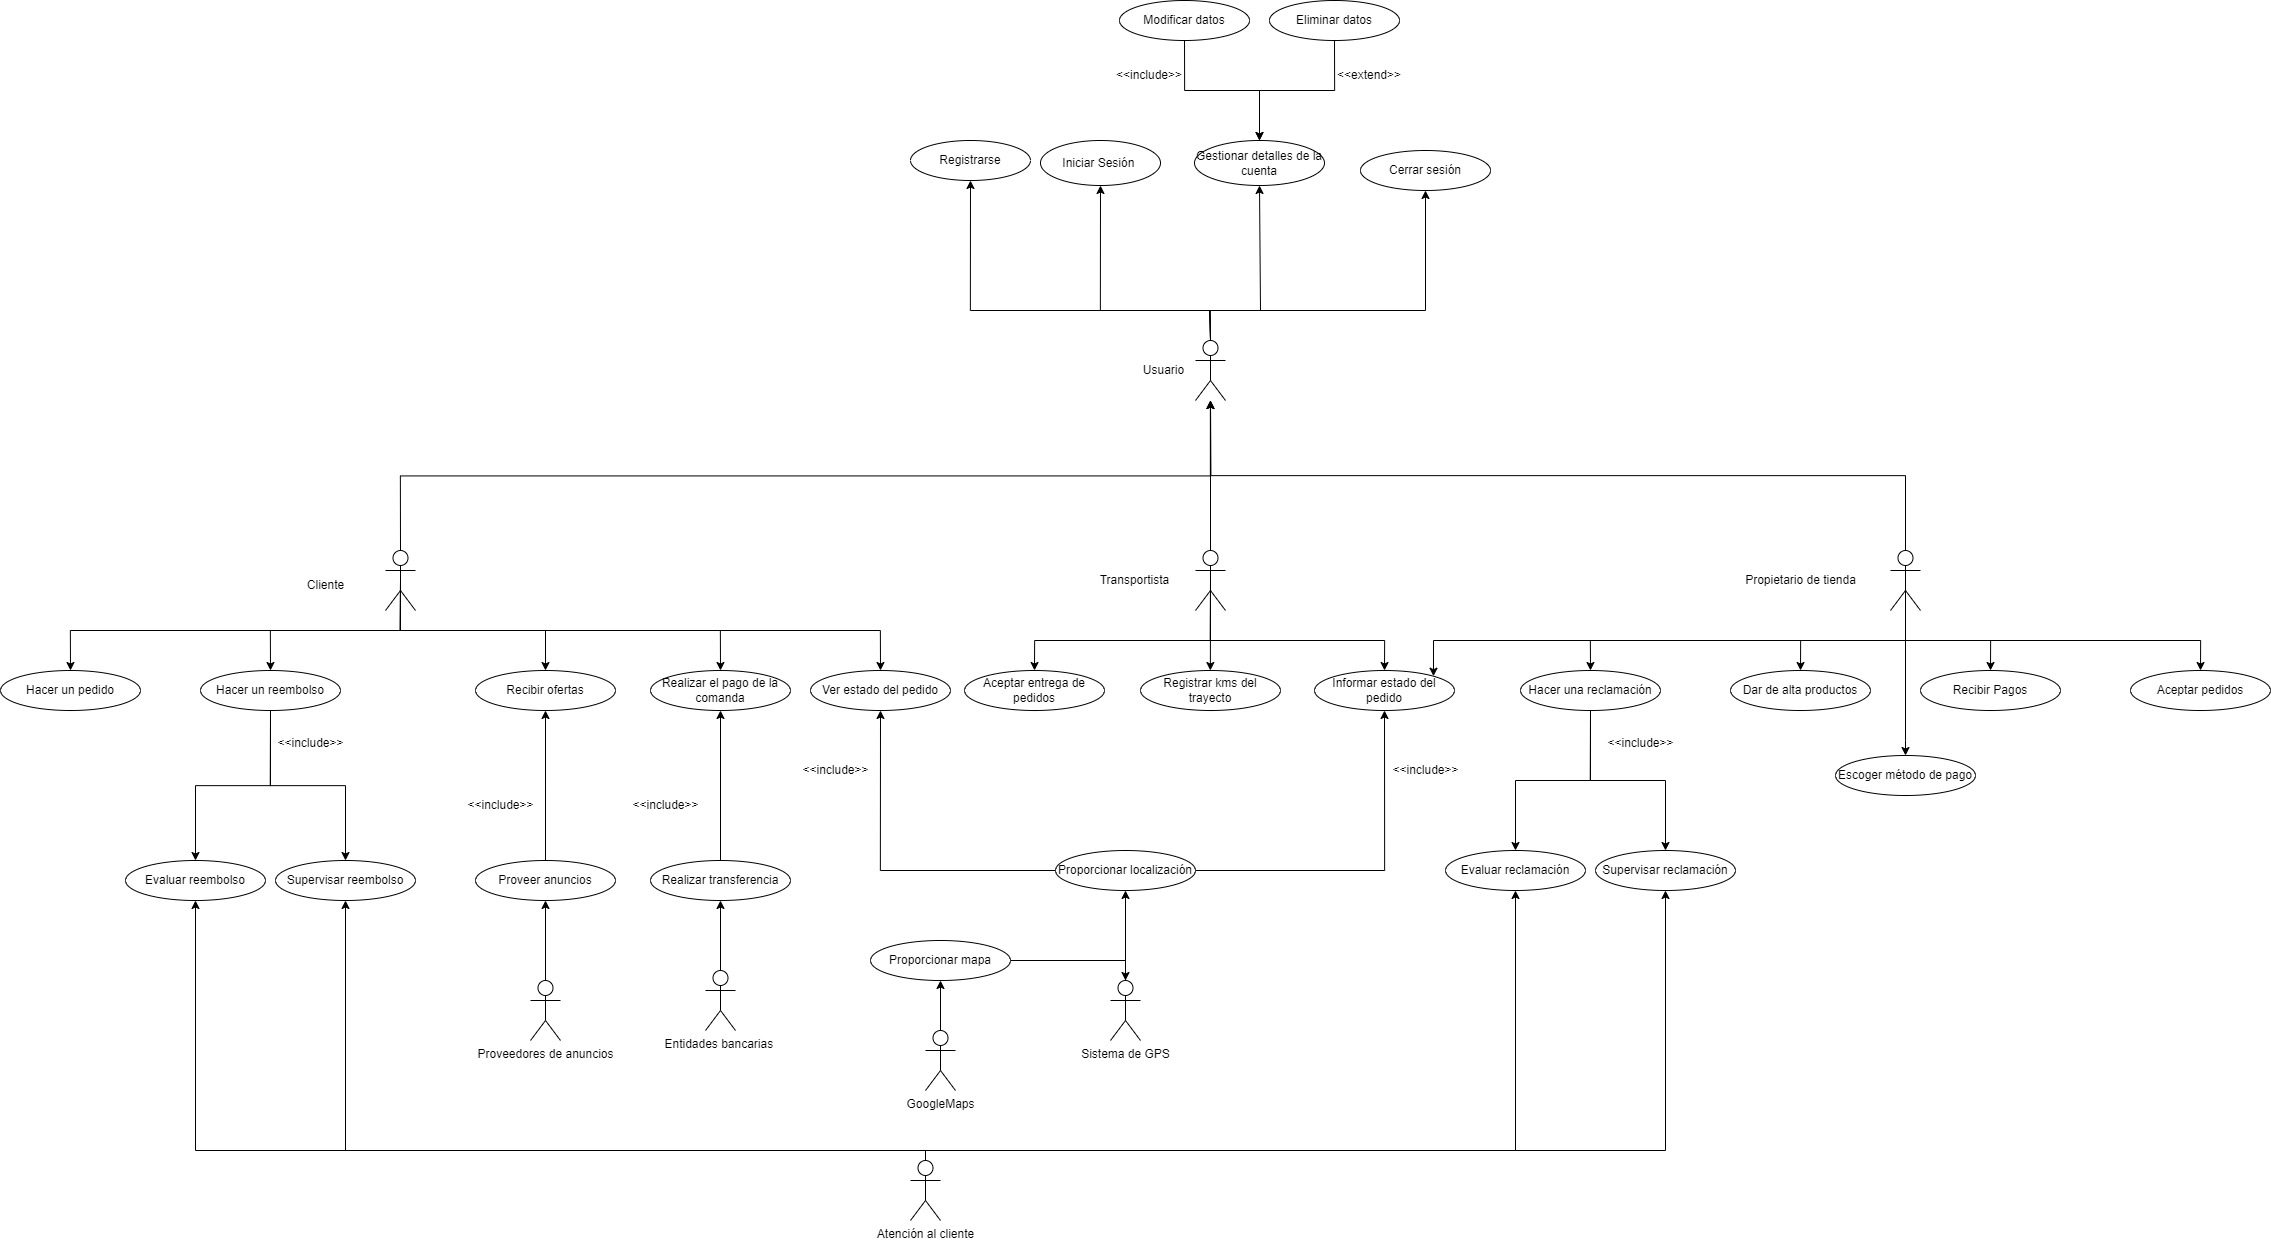 Modificar datos
Eliminar datos
<<include>>
<<extend>>
Registrarse
Iniciar Sesión
Gestionar detalles de la
cuenta
Cerrar sesión
Usuario
Cliente
Transportista
Propietario de tienda
Hacer un pedido
Hacer un reembolso
Recibir ofertas
Realizar el pago de la
comanda
Ver estado del pedido
Aceptar entrega de
pedidos
Registrar kms del
trayecto
Informar estado del
pedido
Hacer una reclamación
Dar de alta productos
Recibir Pagos
Aceptar pedidos
<<include>>
<<include>>
<<include>>
<<include>>
Escoger método de pago
<<include>>
<<include>>
Evaluar reembolso
Supervisar reembolso
Proveer anuncios
Realizar transferencia
Proporcionar localización
Evaluar reclamación
Supervisar reclamación
Proporcionar mapa
Proveedores de anuncios
Entidades bancarias
Sistema de GPS
GoogleMaps
Atención al cliente